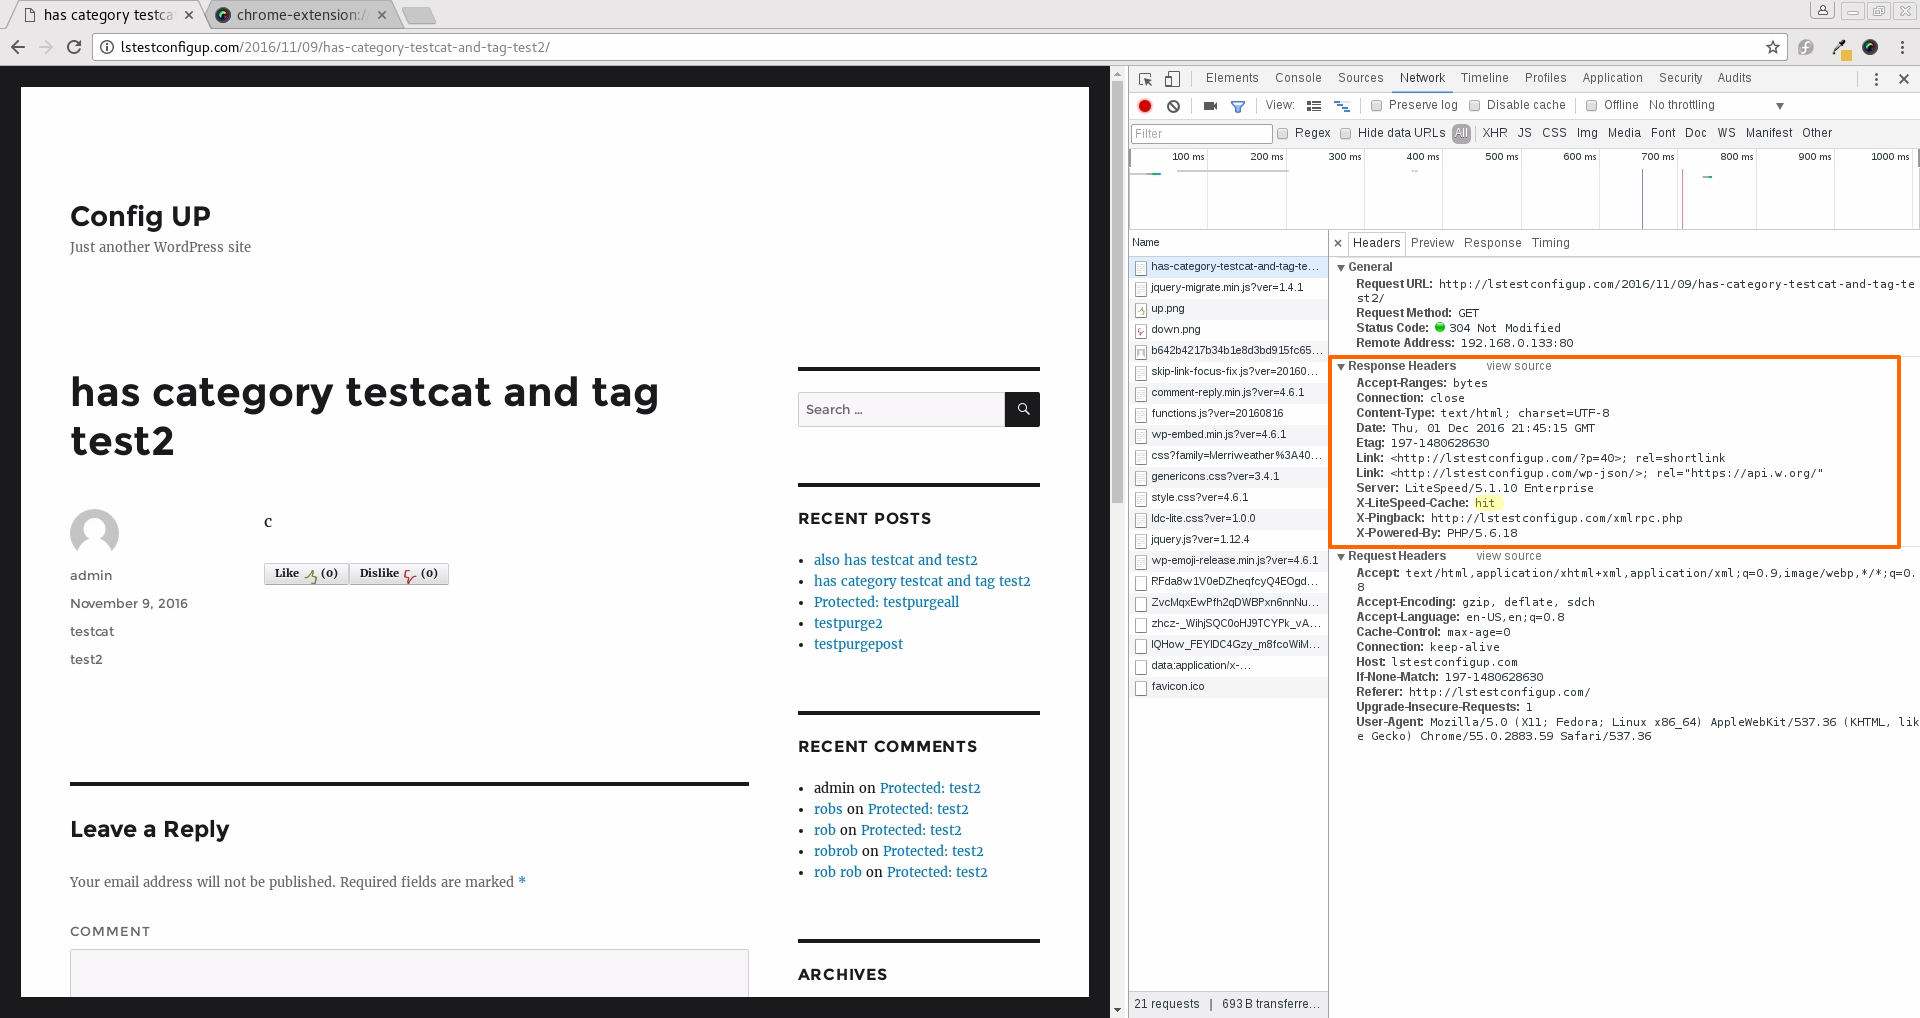 has category testca
chrome-extension:/
lstestconfigup.com/2016/11/09/has-category-testcat-and-tag-test2/
Config UP
Just another WordPress site
has category testcat and tag
test2
admin
November 9, 2016
testcat
test2
c
Like (0) Dislike (0)
Leave a Reply
Your email address will not be published. Required fields are marked *
COMMENT
Search ...
RECENT POSTS
also has testcat and test2
has category testcat and tag test2
Protected: testpurgeall
testpurge2
testpurgepost
RECENT COMMENTS
admin on Protected: test2
robs on Protected: test2
rob on Protected: test2
robrob on Protected: test2
rob rob on Protected: test2
ARCHIVES
Elements Console Sources Network Timeline Profiles Application Security Audits
View: Preserve log Disable cache Offline No throttling
Filter Regex Hide data URLs All XHR JS CSS Img Media Font Doc WS Manifest Other
100 ms 200 ms 300 ms 400 ms 500 ms 600 ms 700 ms 800 ms 900 ms 1000 ms
Name
has-category-testcat-and-tag-te...
jquery-migrate.min.js?ver=1.4.1
up.png
down.png
b642b4217b34b1e8d3bd915fc65...
skip-link-focus-fix.js?ver=20160...
comment-reply.min.js?ver=4.6.1
functions.js?ver=20160816
wp-embed.min.js?ver=4.6.1
css?family=Merriweather%3A40...
genericons.css?ver=3.4.1
style.css?ver=4.6.1
ldc-lite.css?ver=1.0.0
jquery.js?ver=1.12.4
wp-emoji-release.min.js?ver=4.6.1
RFda8w1V0eDZheqfcyQ4EOgd...
ZvcMqxEwPfh2qDWBPxn6nnNu...
zhcz-_WihjSQC0oHJ9TCYPk_vA...
IQHow_FEYlDC4Gzy_m8fcoWiM...
data:application/x-...
favicon.ico
21 requests | 693 B transferre...
Headers Preview Response Timing
General
Request URL: http://lstestconfigup.com/2016/11/09/has-category-testcat-and-tag-te
st2/
Request Method: GET
Status Code: 304 Not Modified
Remote Address: 192.168.0.133:80
Response Headers view source
Accept-Ranges: bytes
Connection: close
Content-Type: text/html; charset=UTF-8
Date: Thu, 01 Dec 2016 21:45:15 GMT
Etag: 197-1480628630
Link: <http://lstestconfigup.com/?p=40>; rel=shortlink
Link: <http://lstestconfigup.com/wp-json/>; rel="https://api.w.org/"
Server: LiteSpeed/5.1.10 Enterprise
X-LiteSpeed-Cache: hit
X-Pingback: http://lstestconfigup.com/xmlrpc.php
X-Powered-By: PHP/5.6.18
Request Headers view source
Accept: text/html,application/xhtml+xml,application/xml;q=0.9,image/webp,*/*;q=0.
8
Accept-Encoding: gzip, deflate, sdch
Accept-Language: en-US,en;q=0.8
Cache-Control: max-age=0
Connection: keep-alive
Host: lstestconfigup.com
If-None-Match: 197-1480628630
Referer: http://lstestconfigup.com/
Upgrade-Insecure-Requests: 1
User-Agent: Mozilla/5.0 (X11; Fedora; Linux x86_64) AppleWebKit/537.36 (KHTML, lik
e Gecko) Chrome/55.0.2883.59 Safari/537.36